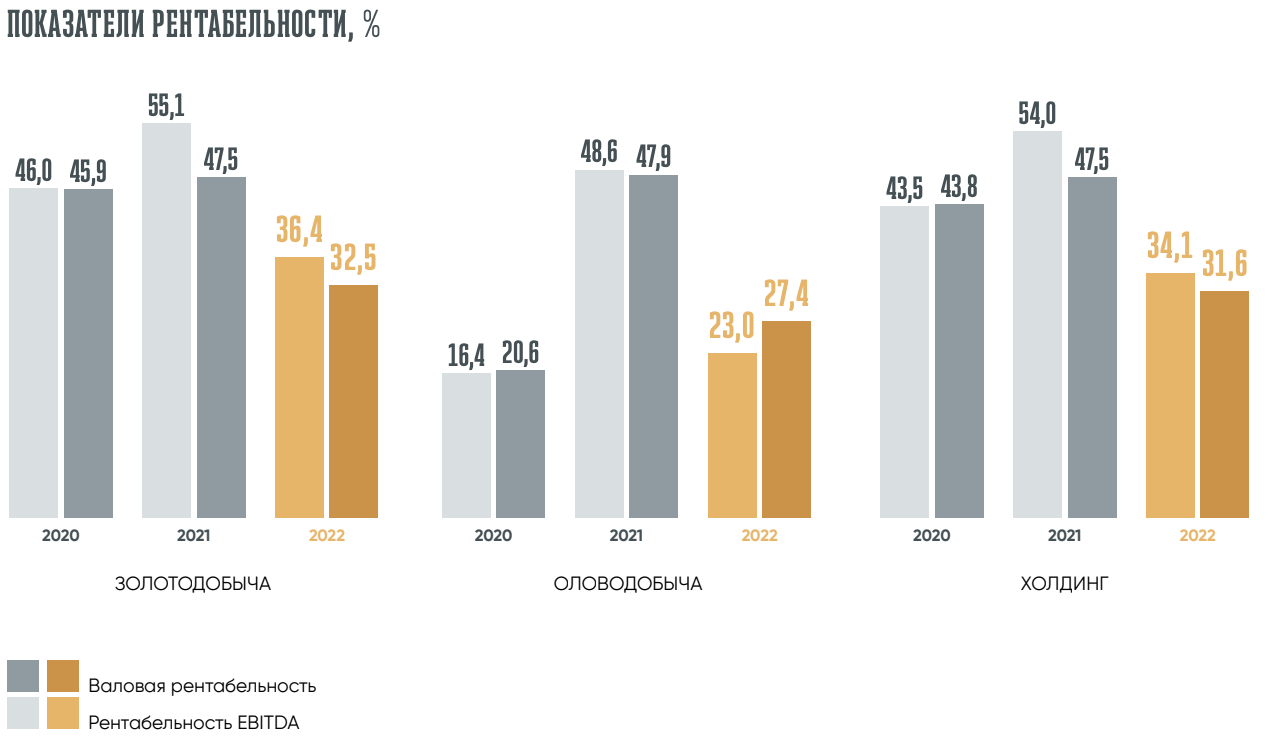 ПОКАЗАТЕЛИ РЕНТАБЕЛЬНОСТИ, %
46,0 45,9 55,1 47,5 36,4 32,5
2020 2021 2022
ЗОЛОТОДОБЫЧА
16,4 20,6 48,6 47,9 23,0 27,4
2020 2021 2022
ОЛОВОДОБЫЧА
43,5 43,8 54,0 47,5 34,1 31,6
2020 2021 2022
ХОЛДИНГ
Валовая рентабельность
Рентабельность EBITDA